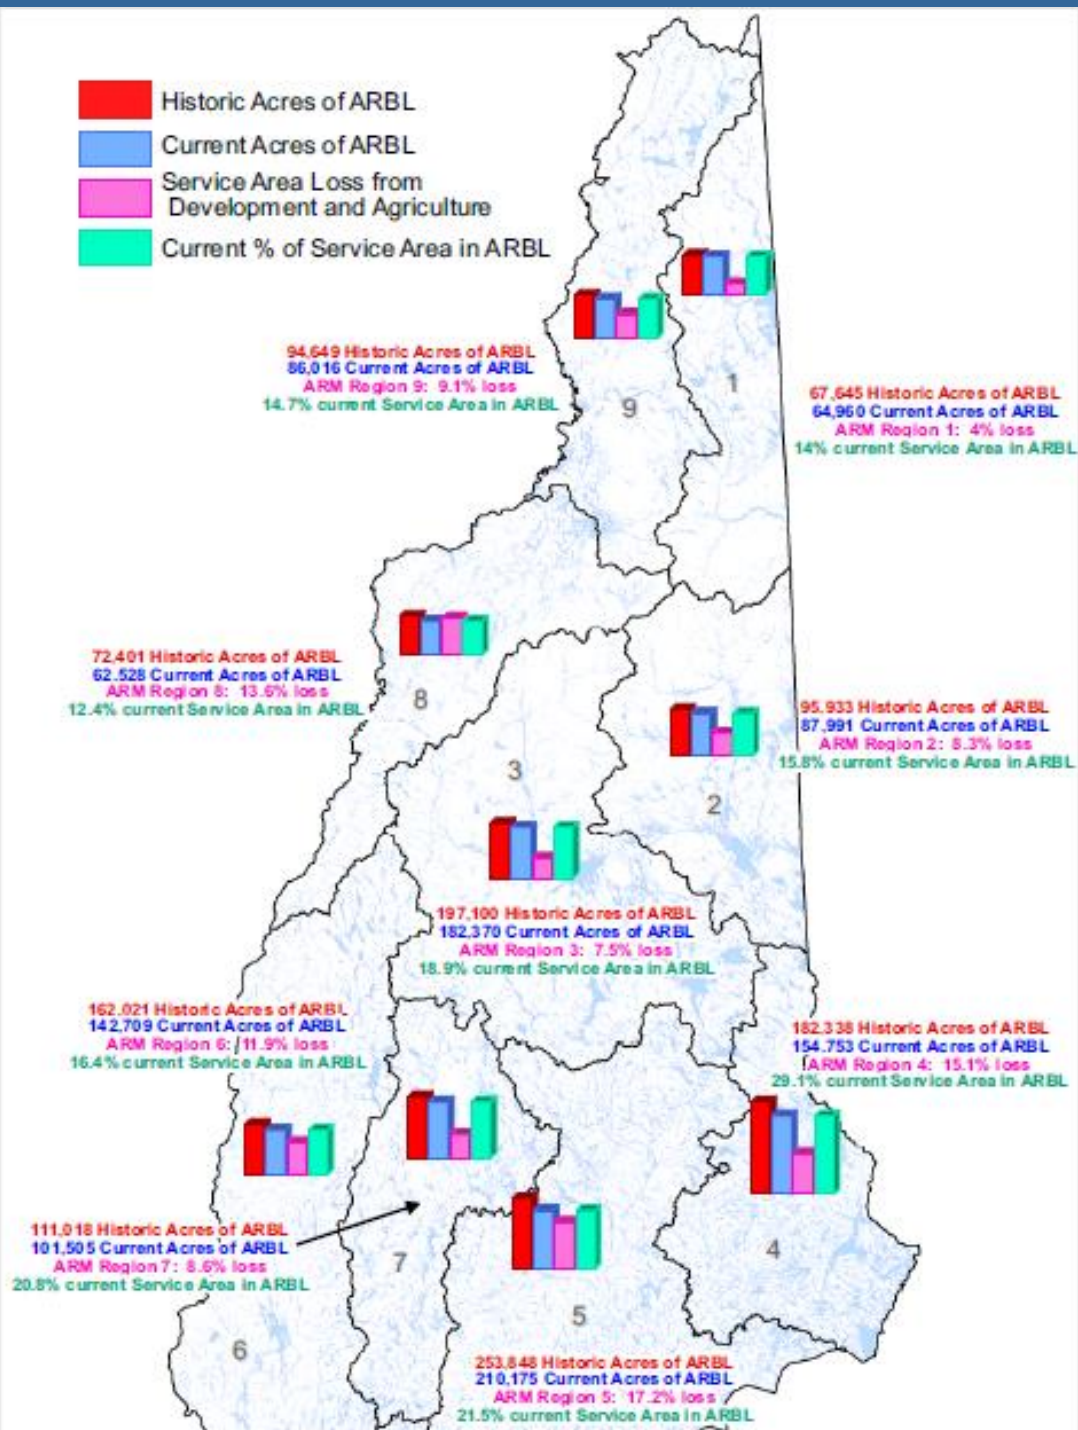 Historic Acres of ARBL
Current Acres of ARBL
Service Area Loss from
Development and Agriculture
Current % of Service Area in ARBL
94,649 Historic Acres of ARBL
86,016 Current Acres of ARBL
ARM Region 9: 9.1% loss
14.7% current Service Area in ARBL
9
1
67,645 Historic Acres of ARBL
64,960 Current Acres of ARBL
ARM Region 1: 4% loss
14% current Service Area in ARBL
72,401 Historic Acres of ARBL
62.528 Current Acres of ARBL
ARM Region 8: 13.6% loss
12.4% current Service Area in ARBL
8
3
2
95.933 Historic Acres of ARBL
87,991 Current Acres of ARBL
ARM Region 2: 8.3% loss
15.8% current Service Area in ARBL
197,100 Historic Acres of ARBL
182,370 Current Acres of ARBL
ARM Region 3: 7.5% loss
18.9% current Service Area in ARBL
162.021 Historic Acres of ARBL
142,709 Current Acres of ARBL
ARM Region 6: 11.9% loss
16.4% current Service Area in ARBL
182.338 Historic Acres of ARBL
154.753 Current Acres of ARBL
ARM Region 4: 15.1% loss
29.1% current Service Area in ARBL
111,018 Historic Acres of ARBL
101,505 Current Acres of ARBL
ARM Region 7: 8.6% loss
20.8% current Service Area in ARBL
7
4
6
5
253,848 Historic Acres of ARBL
210,175 Current Acres of ARBL
ARM Region 5: 17.2% loss
21.5% current Service Area in ARBL